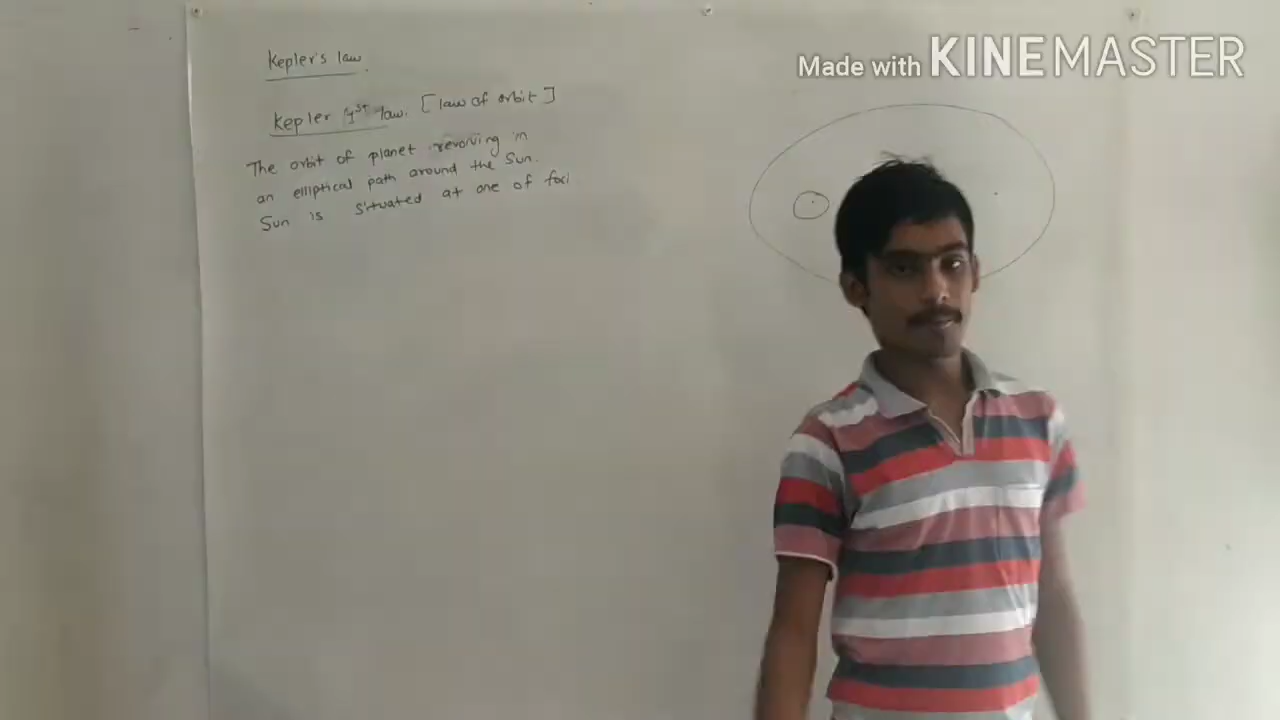 Made with KINEMASTER
Kepler's law
Kepler 1st law. [law of orbit]
The orbit of planet revolving in
an elliptical path around the Sun.
Sun is situated at one of foci